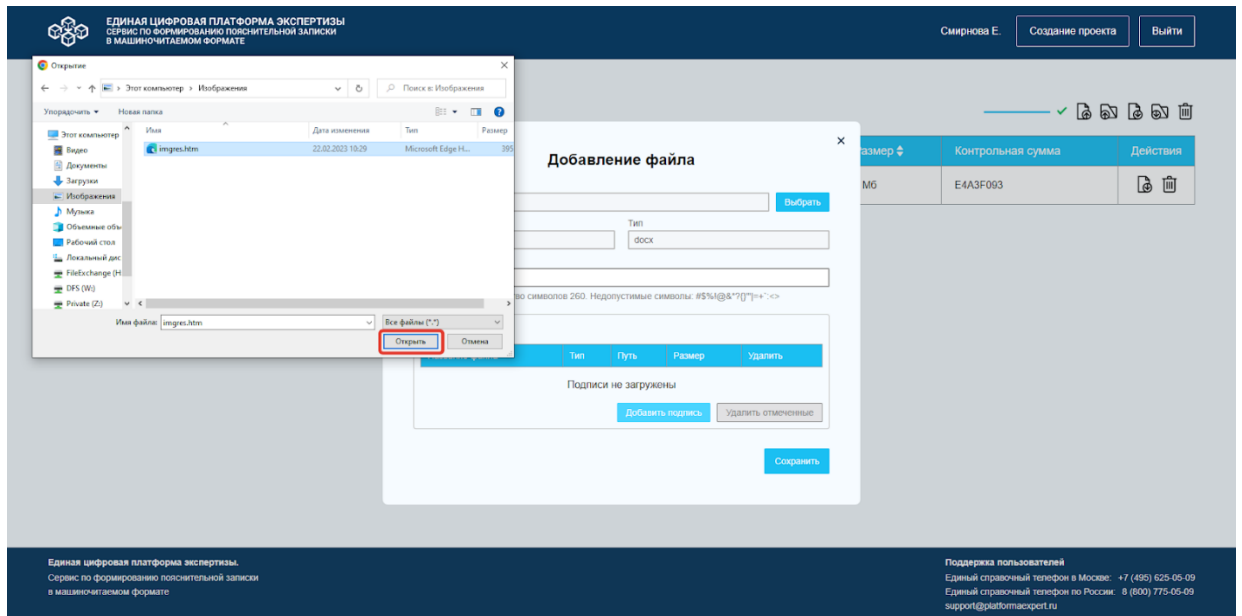 ЕДИНАЯ ЦИФРОВАЯ ПЛАТФОРМА ЭКСПЕРТИЗЫ
СЕРВИС ПО ФОРМИРОВАНИЮ ПОЯСНИТЕЛЬНОЙ ЗАПИСКИ
В МАШИНОЧИТАЕМОМ ФОРМАТЕ
Смирнова Е.
Создание проекта
Выйти
Открытие
Этот компьютер › Изображения
Поиск в: Изображения
Упорядочить
Новая папка
Имя Дата изменения Тип Размер
imgres.htm 22.02.2023 10:29 Microsoft Edge H... 395
Этот компьютер
Видео
Документы
Загрузки
Изображения
Музыка
Объемные объ
Рабочий стол
Локальный дис
FileExchange (H
DFS (W:)
Private (Z:)
Имя файла: imgres.htm Все файлы (*.*)
Открыть Отмена
Добавление файла
Выбрать
Тип
docx
во символов 260. Недопустимые символы:
Тип Путь Размер Удалить
Подписи не загружены
Добавить подпись Удалить отмеченные
Сохранить
азмер Контрольная сумма Действия
Мб E4A3F093
Единая цифровая платформа экспертизы.
Сервис по формированию пояснительной записки
в машиночитаемом формате
Поддержка пользователей
Единый справочный телефон в Москве: +7 (495) 625-05-09
Единый справочный телефон по России: 8 (800) 775-05-09
support@platformaexpert.ru